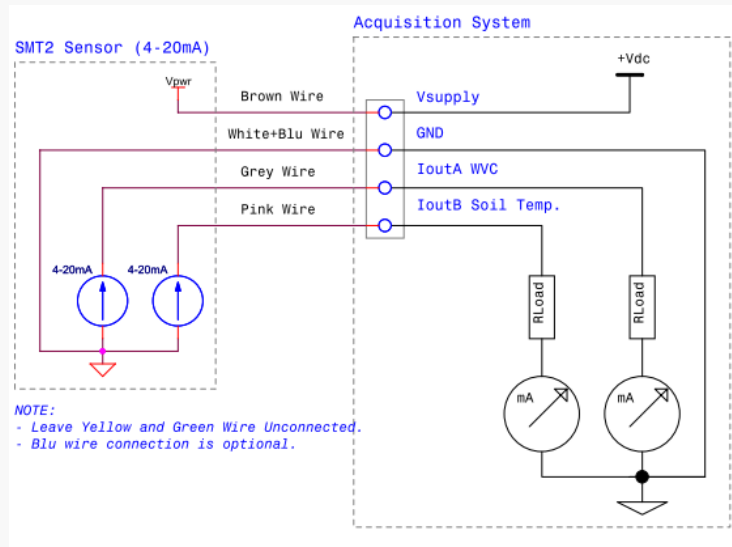 Acquisition System
SMT2 Sensor (4-20mA)
+Vdc
Vpwr
Brown Wire
Vsupply
White+Blu Wire
GND
Grey Wire
IoutA WVC
Pink Wire
IoutB Soil Temp.
4-20mA
4-20mA
RLoad
RLoad
mA
mA
NOTE:
- Leave Yellow and Green Wire Unconnected.
- Blu wire connection is optional.